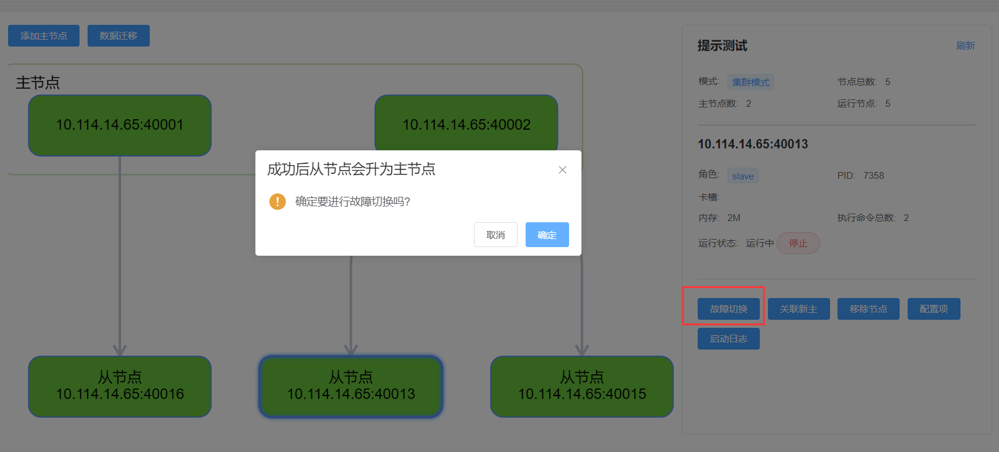 添加主节点
数据迁移
主节点
10.114.14.65:40001
10.114.14.65:40002
成功后从节点会升为主节点
确定要进行故障切换吗?
取消
确定
从节点
10.114.14.65:40016
从节点
10.114.14.65:40013
从节点
10.114.14.65:40015
提示测试
刷新
模式: 集群模式
节点总数: 5
主节点数: 2
运行节点: 5
10.114.14.65:40013
角色: slave
PID: 7358
卡槽:
内存: 2M
执行命令总数: 2
运行状态: 运行中 停止
故障切换
关联新主
移除节点
配置项
启动日志